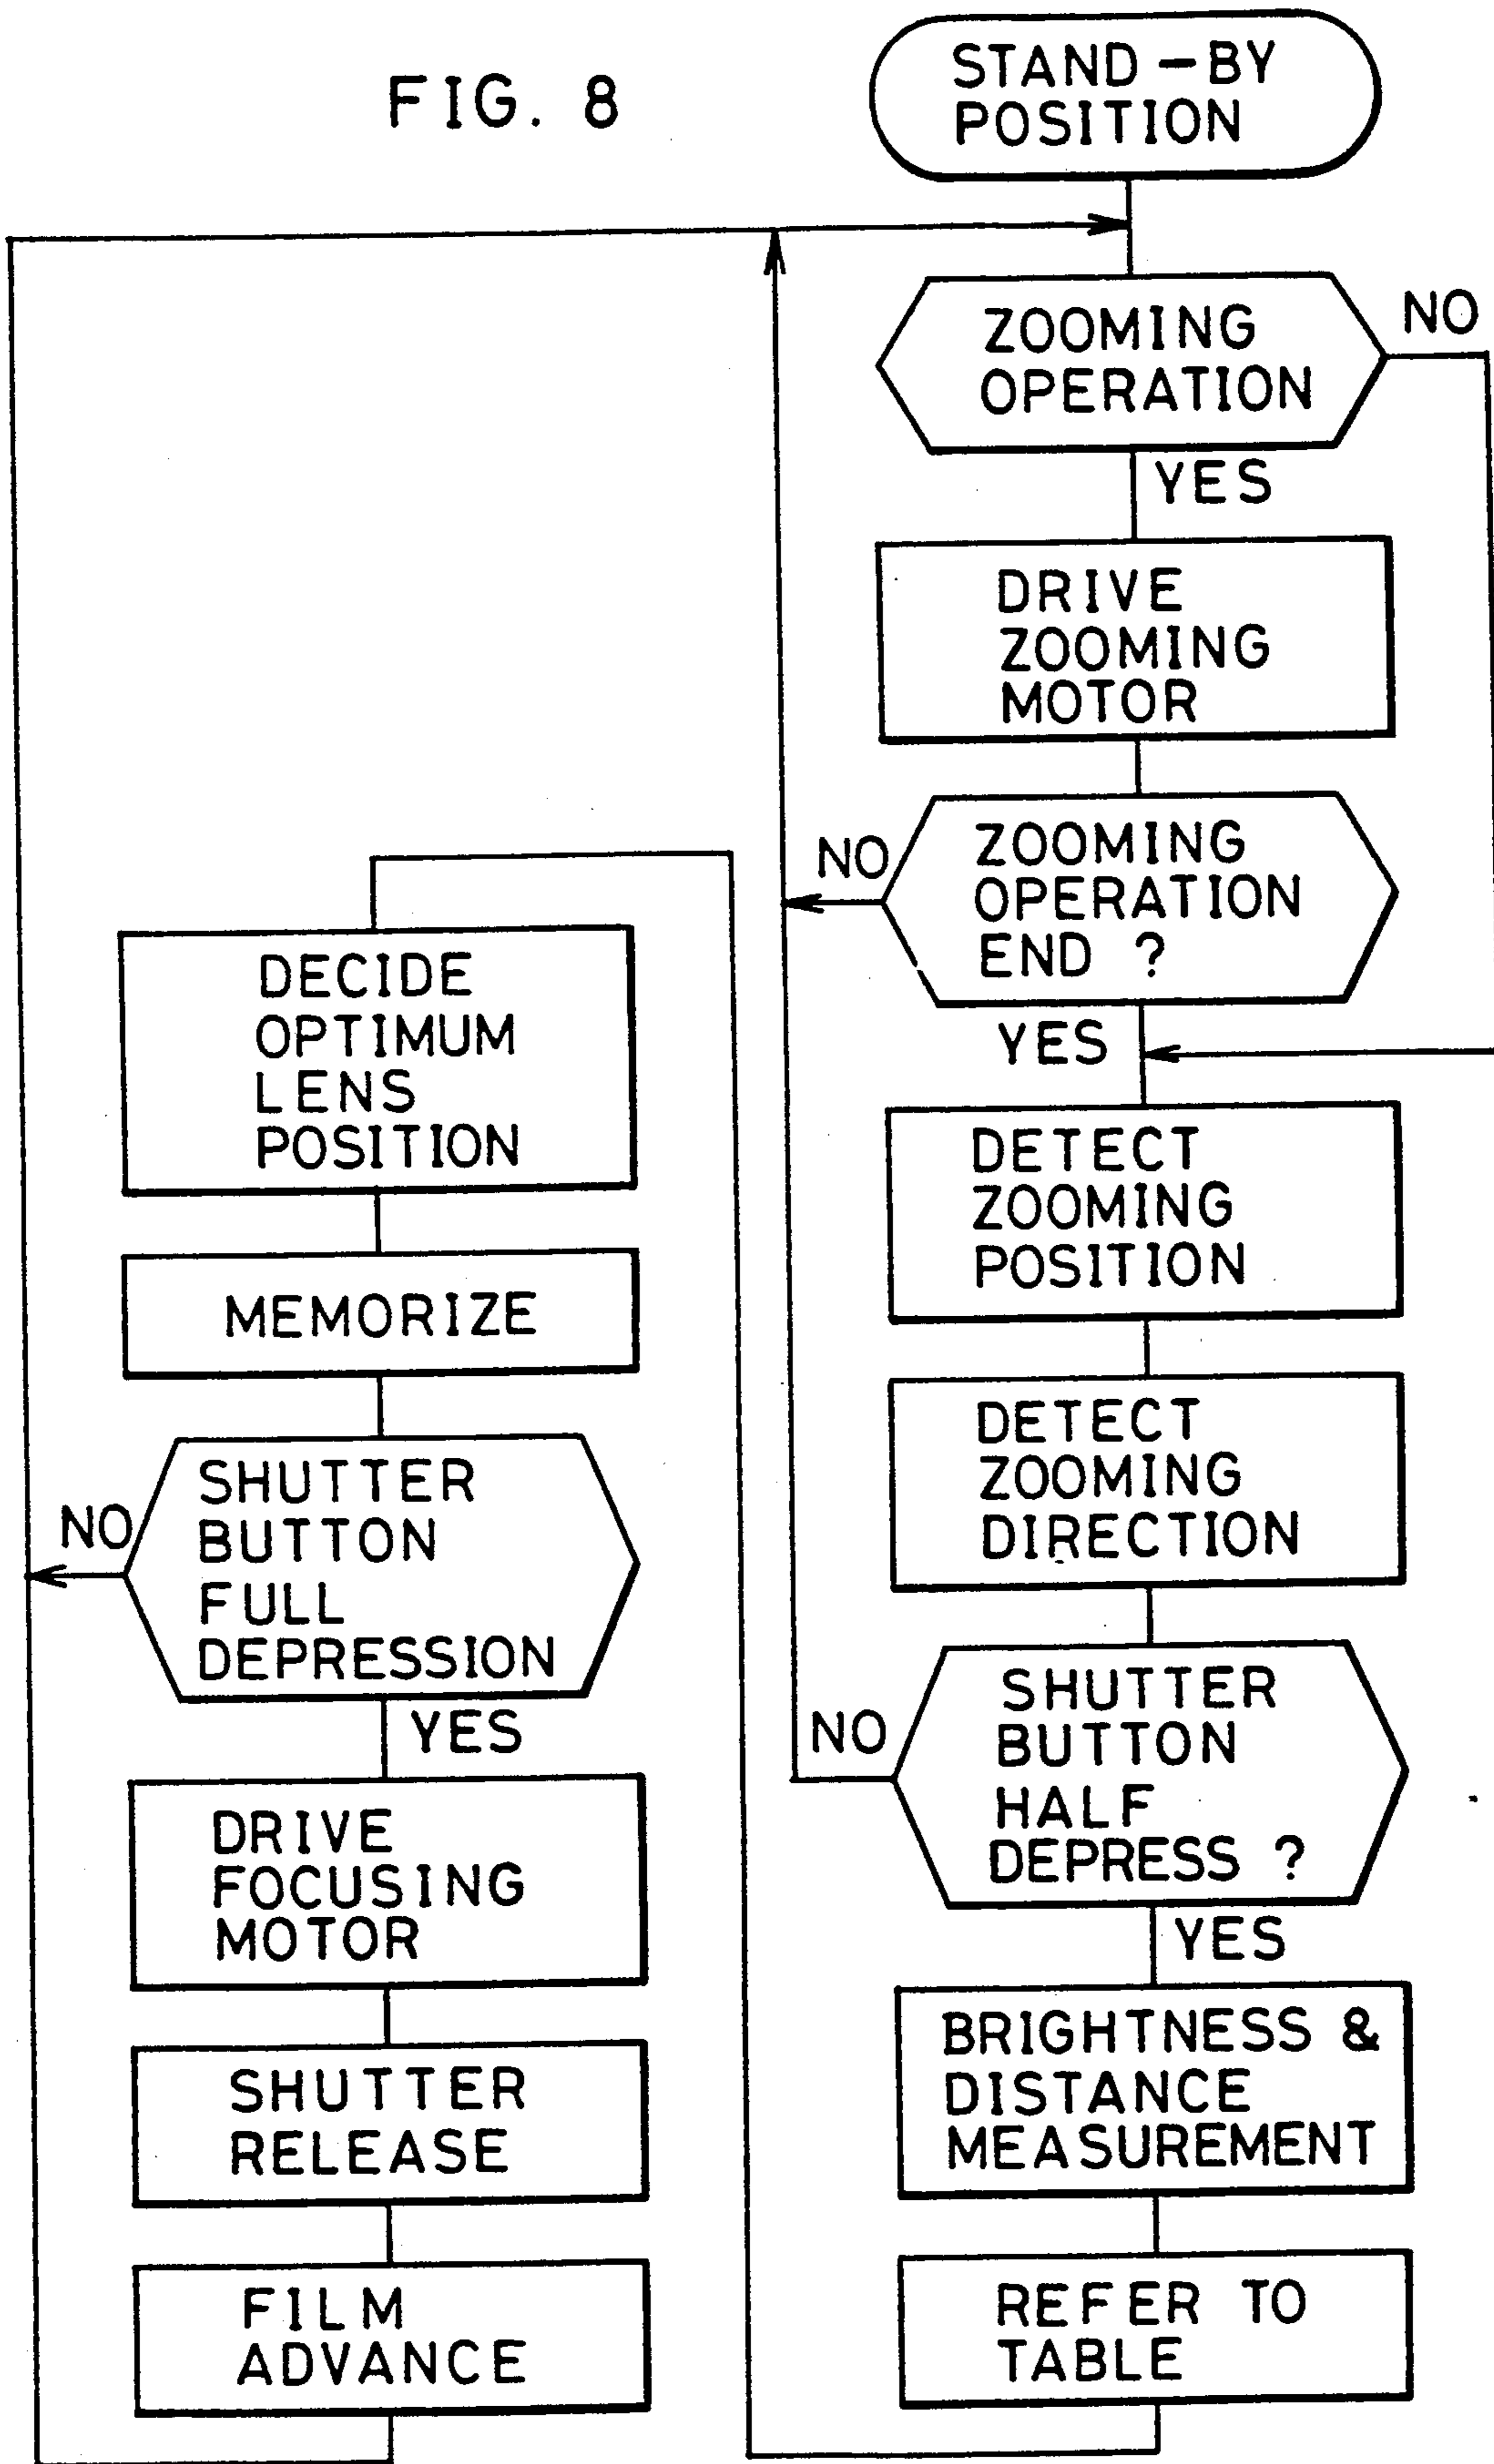 FIG. 8
STAND-BY
POSITION
ZOOMING
OPERATION
NO
YES
DRIVE
ZOOMING
MOTOR
ZOOMING
OPERATION
END ?
NO
YES
DETECT
ZOOMING
POSITION
DETECT
ZOOMING
DIRECTION
SHUTTER
BUTTON
HALF
DEPRESS ?
NO
YES
BRIGHTNESS &
DISTANCE
MEASUREMENT
REFER TO
TABLE
DECIDE
OPTIMUM
LENS
POSITION
MEMORIZE
SHUTTER
BUTTON
FULL
DEPRESSION
NO
YES
DRIVE
FOCUSING
MOTOR
SHUTTER
RELEASE
FILM
ADVANCE